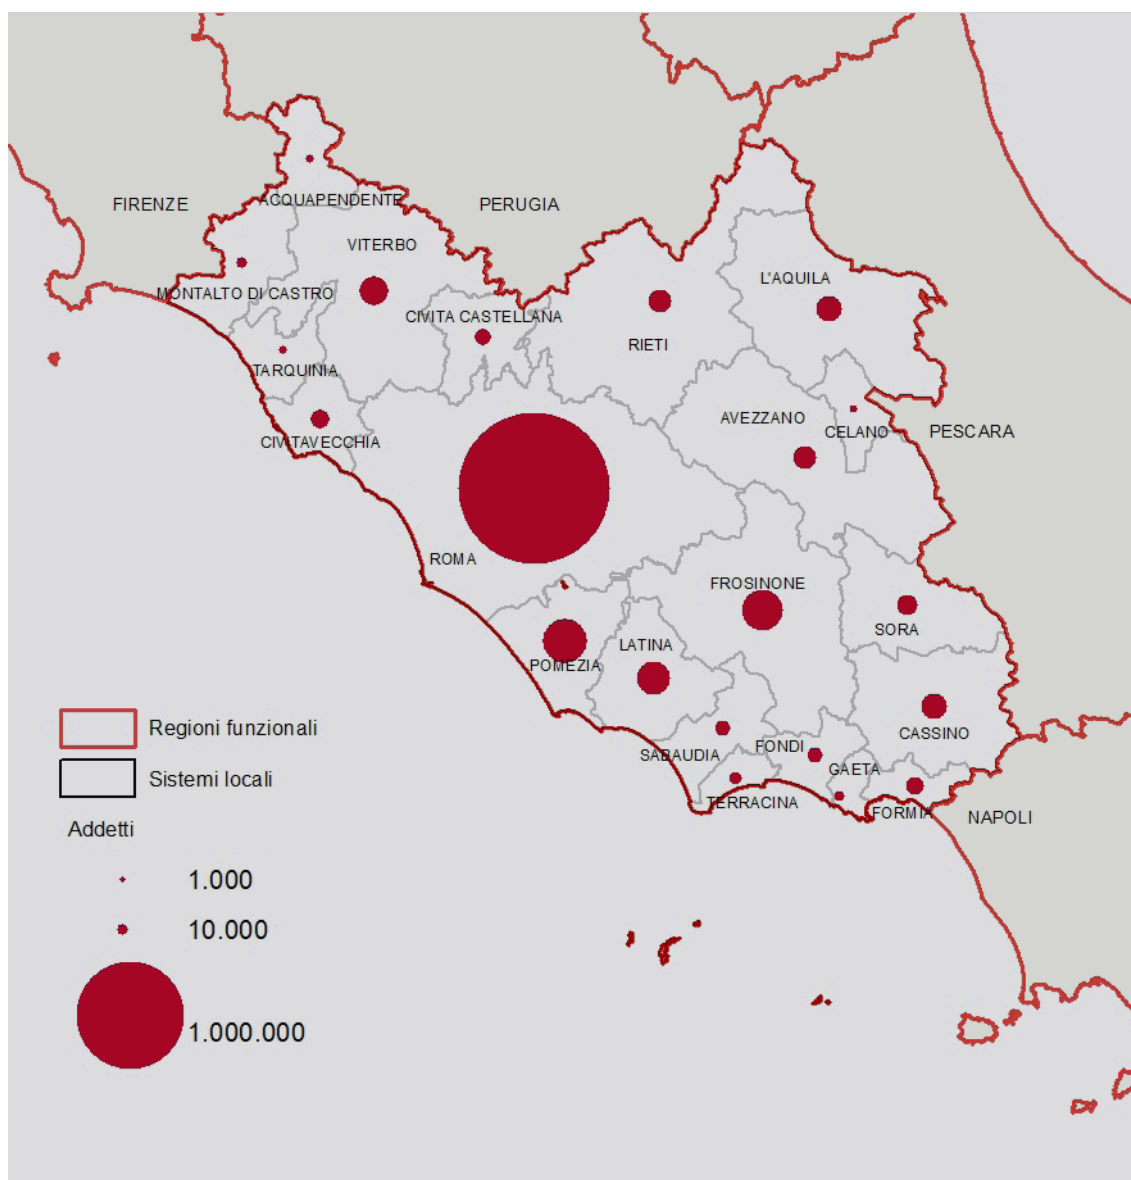 ACQUAPENDENTE
FIRENZE
PERUGIA
VITERBO
L'AQUILA
MONTALTO DI CASTRO
CIVITA CASTELLANA
RIETI
TARQUINIA
AVEZZANO
CELANO
PESCARA
CIVITAVECCHIA
ROMA
FROSINONE
SORA
LATINA
POMEZIA
CASSINO
SABAUDIA
FONDI
GAETA
TERRACINA
FORMIA
NAPOLI
Regioni funzionali
Sistemi locali
Addetti
1.000
10.000
1.000.000